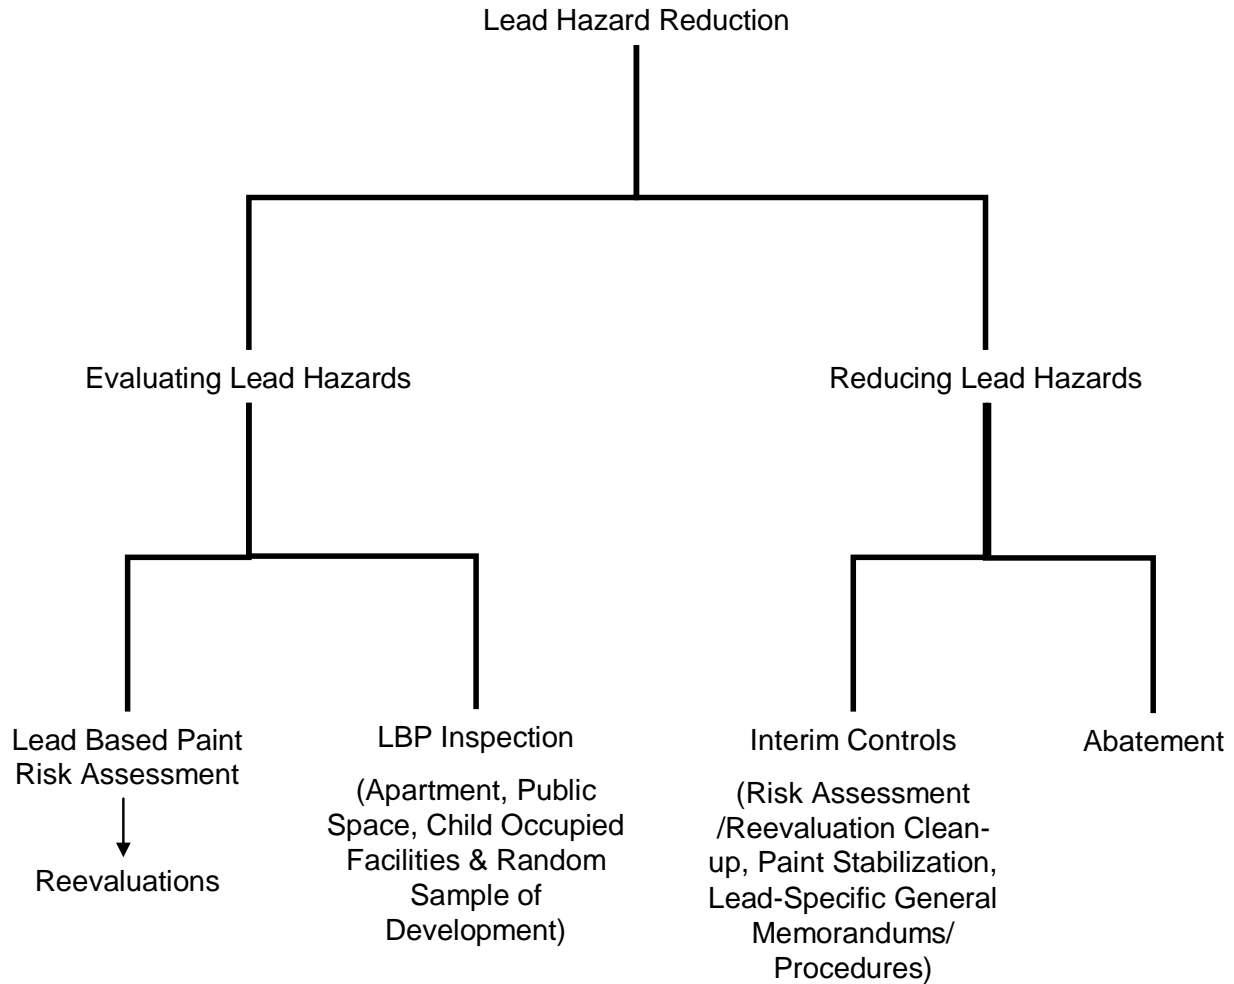 Lead Hazard Reduction
Evaluating Lead Hazards
Reducing Lead Hazards
Lead Based Paint
Risk Assessment
Reevaluations
LBP Inspection
(Apartment, Public
Space, Child Occupied
Facilities & Random
Sample of
Development)
Interim Controls
(Risk Assessment
/Reevaluation Clean-
up, Paint Stabilization,
Lead-Specific General
Memorandums/
Procedures)
Abatement